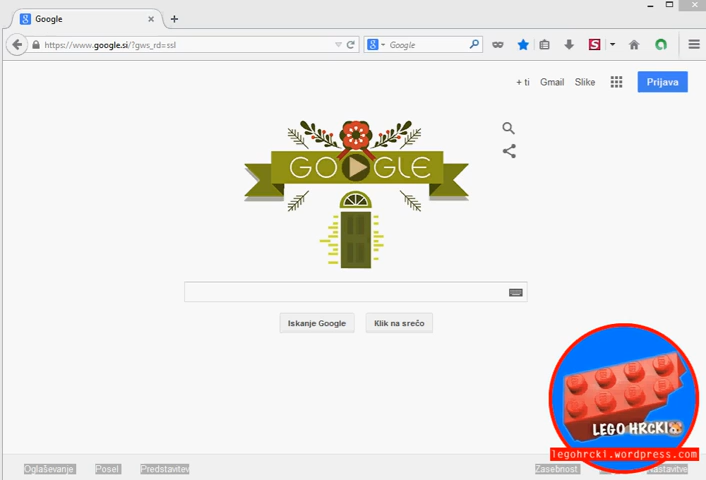 Google
https://www.google.si/?gws_rd=ssl
Google
+ ti Gmail Slike Prijava
GOOGLE
Iskanje Google Klik na srečo
LEGO HRCKI
legohrcki.wordpress.com
Oglaševanje Posel Predstavitev Zasebnost Nastavitve